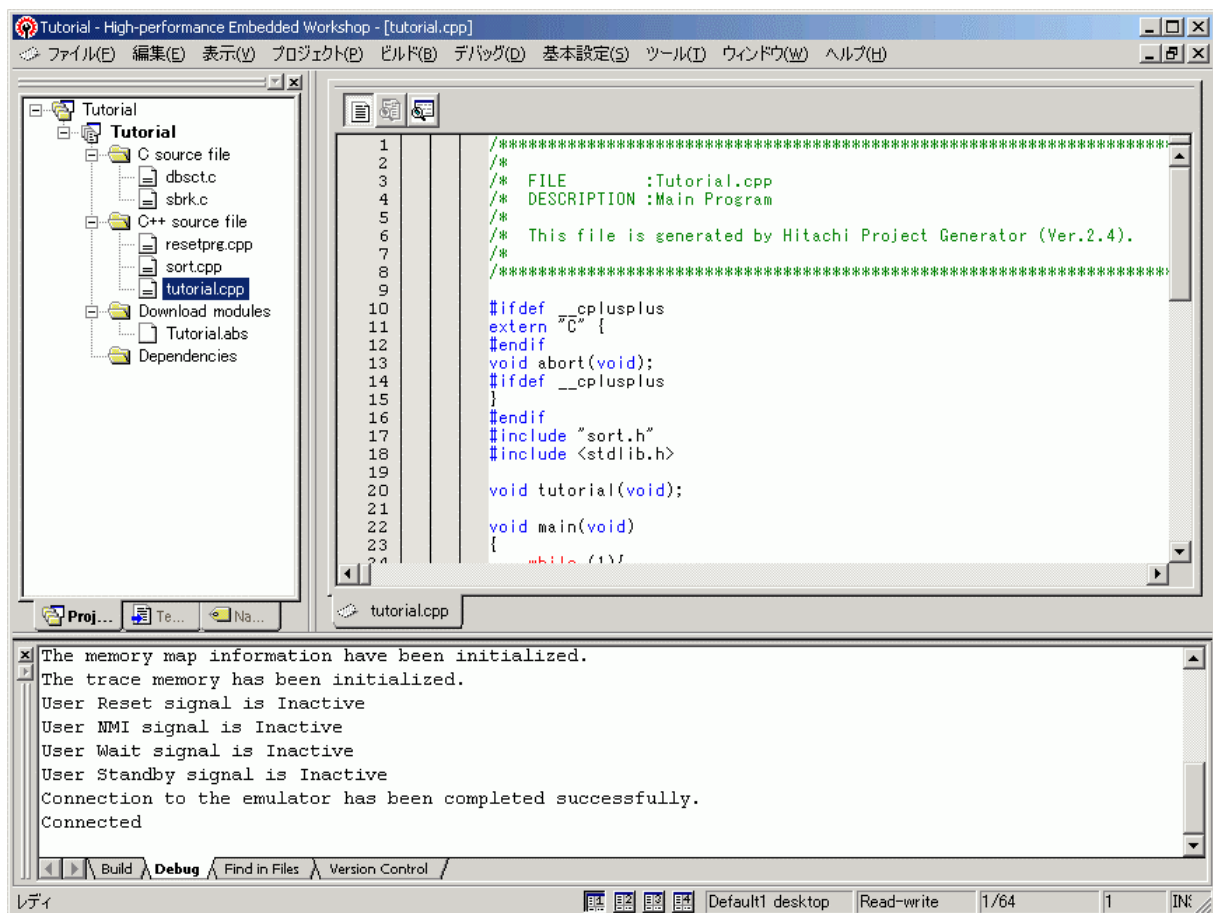 Tutorial - High-performance Embedded Workshop - [tutorial.cpp]
ファイル(F) 編集(E) 表示(V) プロジェクト(P) ビルド(B) デバッグ(D) 基本設定(S) ツール(T) ウィンドウ(W) ヘルプ(H)
Tutorial
Tutorial
C source file
dbsct.c
sbrk.c
C++ source file
resetprg.cpp
sort.cpp
tutorial.cpp
Download modules
Tutorial.abs
Dependencies
Proj... Te... Na...
1 /**********************************************************************
2 /*
3 /* FILE :Tutorial.cpp
4 /* DESCRIPTION :Main Program
5 /*
6 /* This file is generated by Hitachi Project Generator (Ver.2.4).
7 /*
8 /**********************************************************************
9
10 #ifdef __cplusplus
11 extern "C" {
12 #endif
13 void abort(void);
14 #ifdef __cplusplus
15 }
16 #endif
17 #include "sort.h"
18 #include <stdlib.h>
19
20 void tutorial(void);
21
22 void main(void)
23 {
24 while (1){
tutorial.cpp
The memory map information have been initialized.
The trace memory has been initialized.
User Reset signal is Inactive
User NMI signal is Inactive
User Wait signal is Inactive
User Standby signal is Inactive
Connection to the emulator has been completed successfully.
Connected
Build Debug Find in Files Version Control
レディ 1 2 3 4 Default1 desktop Read-write 1/64 1